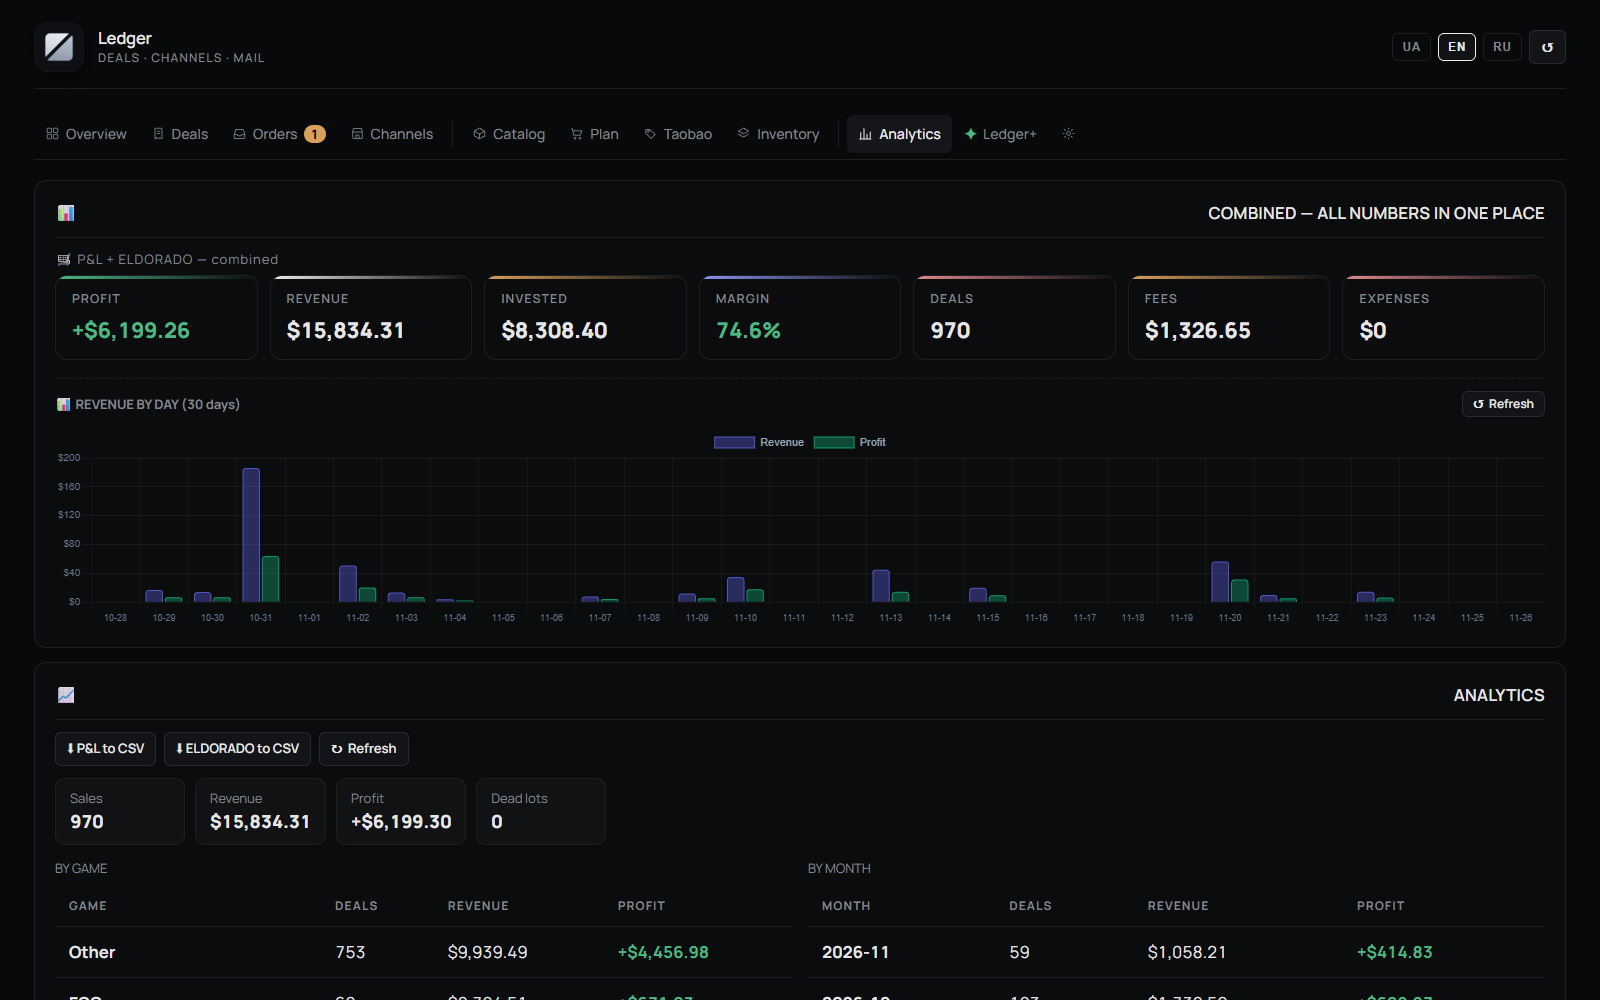 Ledger
DEALS · CHANNELS · MAIL
UA EN RU
Overview Deals Orders 1 Channels Catalog Plan Taobao Inventory Analytics Ledger+
COMBINED — ALL NUMBERS IN ONE PLACE
P&L + ELDORADO — combined
PROFIT REVENUE INVESTED MARGIN DEALS FEES EXPENSES
+$6,199.26 $15,834.31 $8,308.40 74.6% 970 $1,326.65 $0
REVENUE BY DAY (30 days) Refresh
Revenue Profit
$200
$160
$120
$80
$40
$0
10-28 10-29 10-30 10-31 11-01 11-02 11-03 11-04 11-05 11-06 11-07 11-08 11-09 11-10 11-11 11-12 11-13 11-14 11-15 11-16 11-17 11-18 11-19 11-20 11-21 11-22 11-23 11-24 11-25 11-26
ANALYTICS
P&L to CSV ELDORADO to CSV Refresh
Sales Revenue Profit Dead lots
970 $15,834.31 +$6,199.30 0
BY GAME BY MONTH
GAME DEALS REVENUE PROFIT MONTH DEALS REVENUE PROFIT
Other 753 $9,939.49 +$4,456.98 2026-11 59 $1,058.21 +$414.83